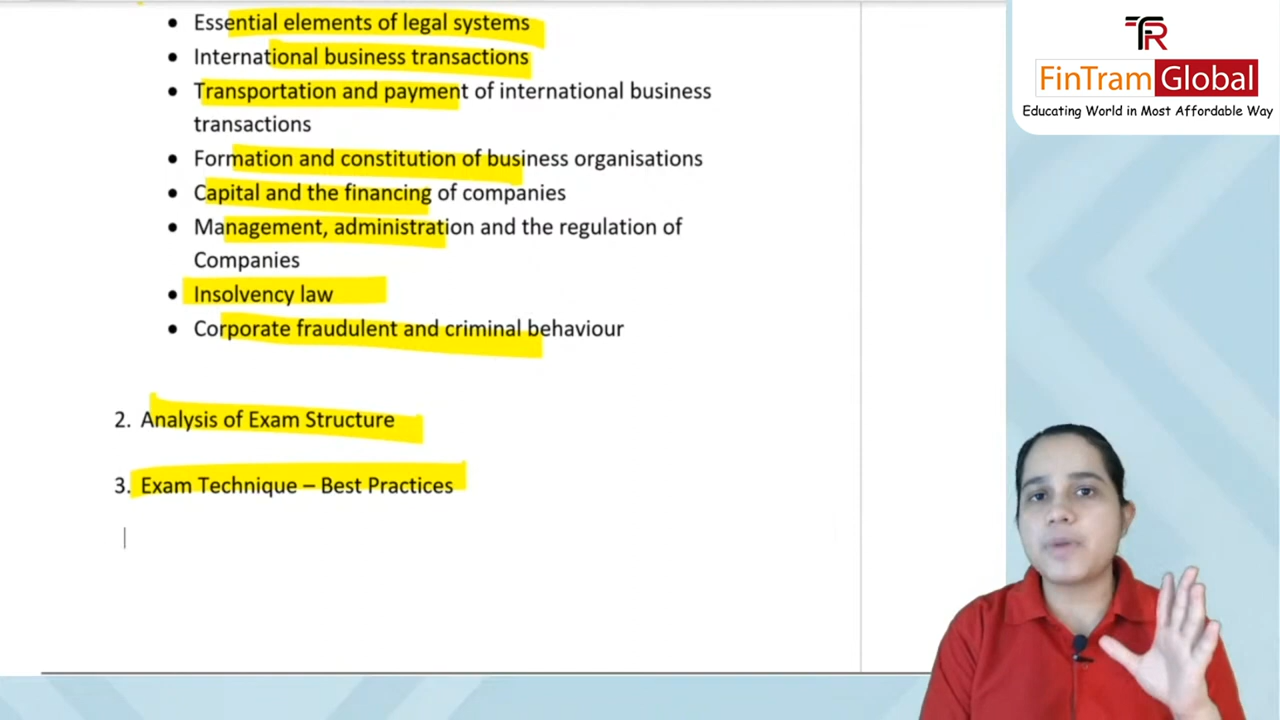 • Essential elements of legal systems
• International business transactions
• Transportation and payment of international business
transactions
• Formation and constitution of business organisations
• Capital and the financing of companies
• Management, administration and the regulation of
Companies
• Insolvency law
• Corporate fraudulent and criminal behaviour
2. Analysis of Exam Structure
3. Exam Technique – Best Practices
TR
FinTram Global
Educating World in Most Affordable Way